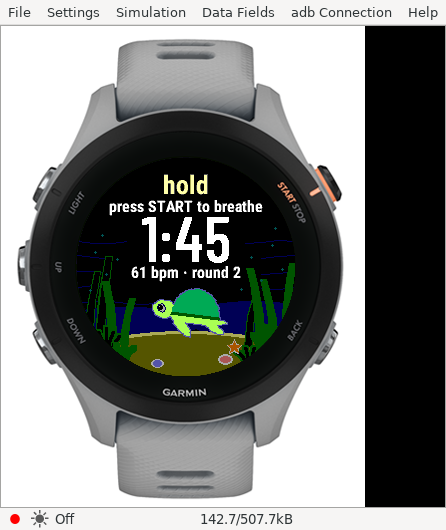 File Settings Simulation Data Fields adb Connection Help
LIGHT
START STOP
UP
DOWN
BACK
hold
press START to breathe
1:45
61 bpm · round 2
GARMIN
Off 142.7/507.7kB